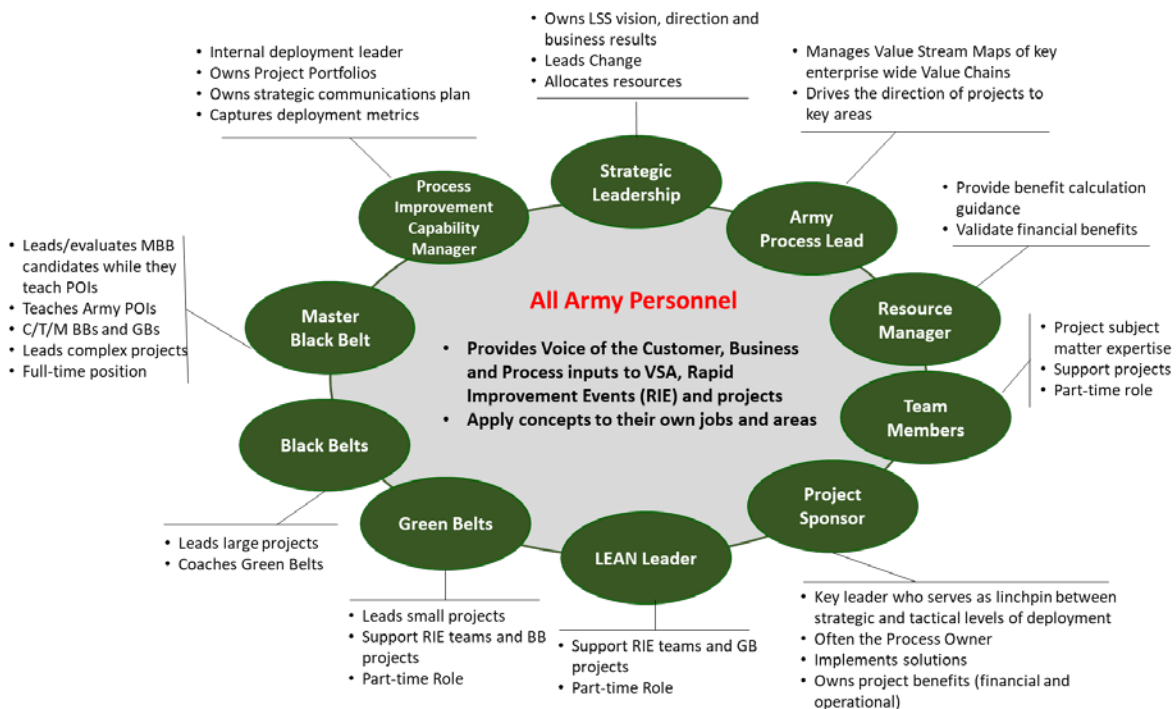 • Owns LSS vision, direction and
business results
• Leads Change
• Allocates resources
• Internal deployment leader
• Owns Project Portfolios
• Owns strategic communications plan
• Captures deployment metrics
• Manages Value Stream Maps of key
enterprise wide Value Chains
• Drives the direction of projects to
key areas
Strategic
Leadership
Process
Improvement
Capability
Manager
Army
Process Lead
• Provide benefit calculation
guidance
• Validate financial benefits
• Leads/evaluates MBB
candidates while they
teach POIs
• Teaches Army POIs
• C/T/M BBs and GBs
• Leads complex projects
• Full-time position
Master
Black Belt
All Army Personnel
• Provides Voice of the Customer, Business
and Process inputs to VSA, Rapid
Improvement Events (RIE) and projects
• Apply concepts to their own jobs and areas
Resource
Manager
• Project subject
matter expertise
• Support projects
• Part-time role
Team
Members
Black Belts
• Leads large projects
• Coaches Green Belts
Green Belts
• Leads small projects
• Support RIE teams and BB
projects
• Part-time Role
LEAN Leader
• Support RIE teams and GB
projects
• Part-time Role
Project
Sponsor
• Key leader who serves as linchpin between
strategic and tactical levels of deployment
• Often the Process Owner
• Implements solutions
• Owns project benefits (financial and
operational)